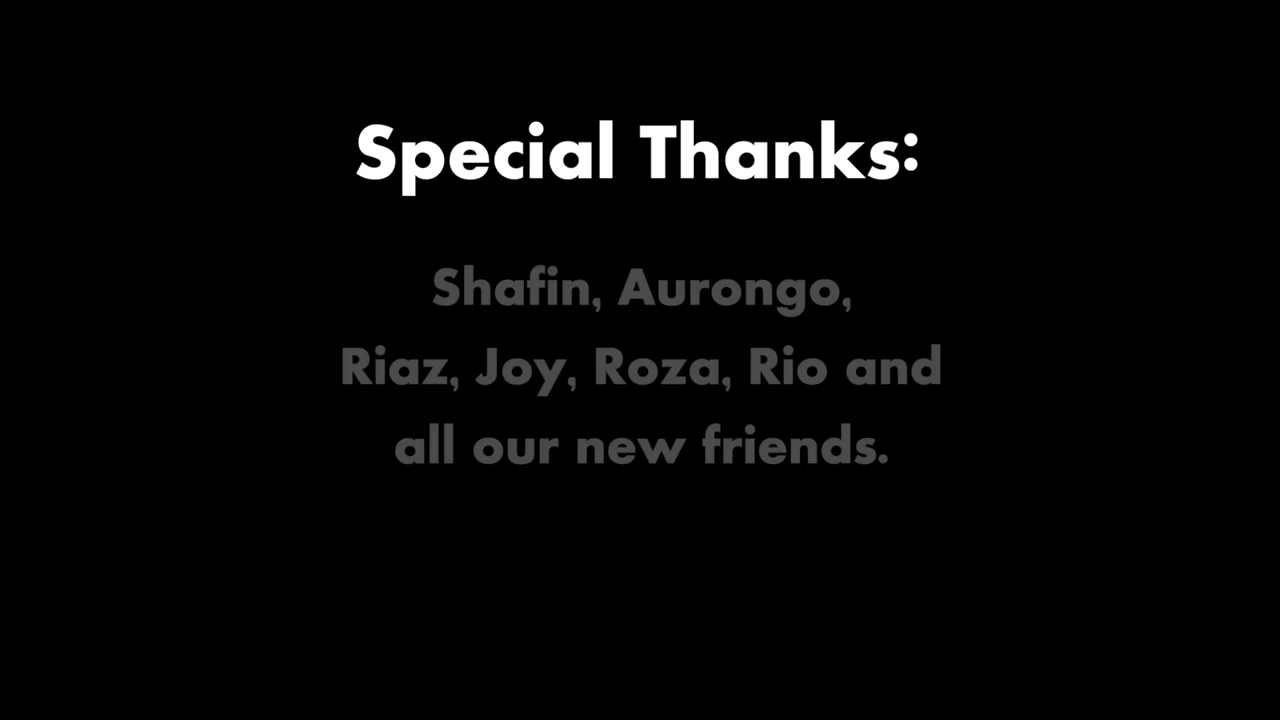 Special Thanks:
Shafin, Aurongo,
Riaz, Joy, Roza, Rio and
all our new friends.